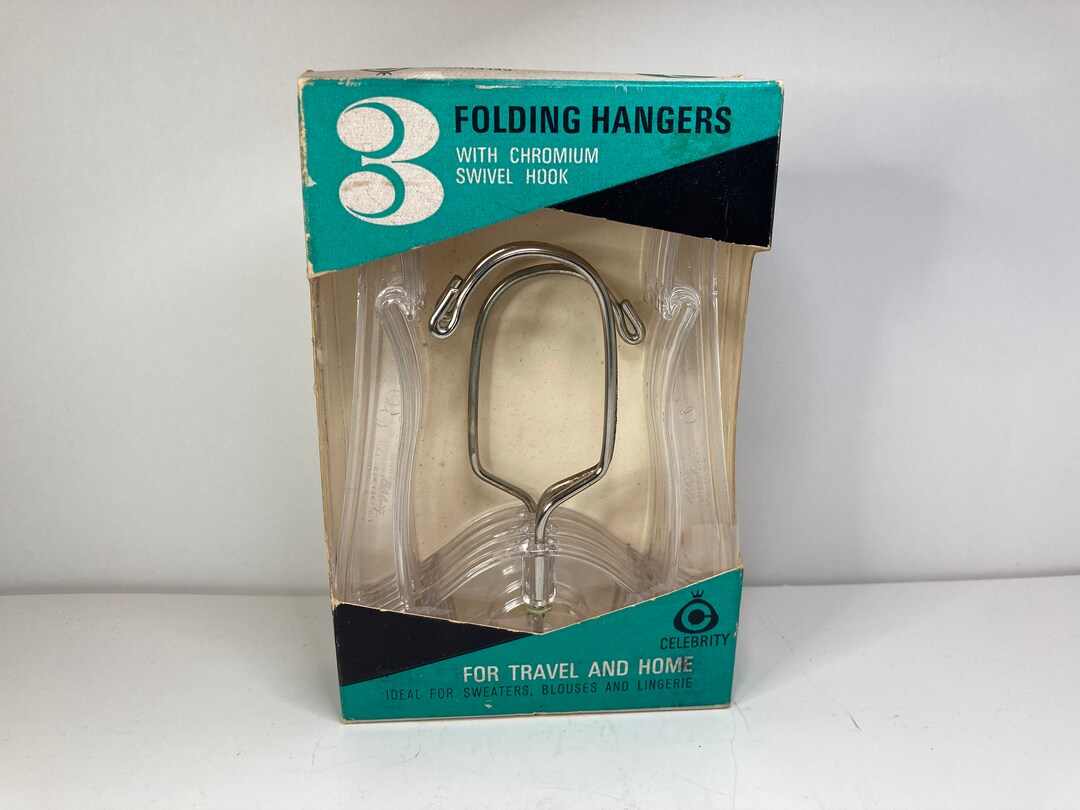 3
FOLDING HANGERS
WITH CHROMIUM
SWIVEL HOOK
C
CELEBRITY
FOR TRAVEL AND HOME
IDEAL FOR SWEATERS, BLOUSES AND LINGERIE